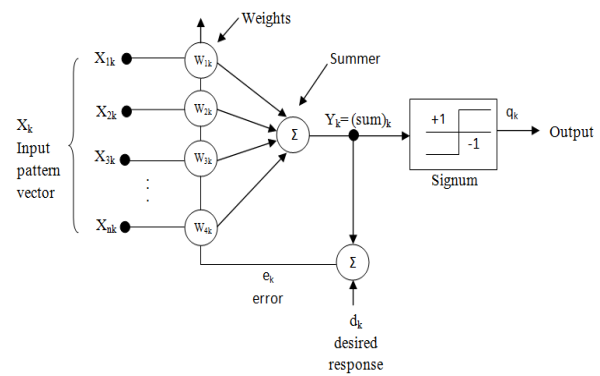 Weights
X1k
W1k
Summer
X2k
W2k
Xk
Input
pattern
vector
Σ
Yk=(sum)k
+1
-1
qk
Output
Signum
X3k
W3k
Xnk
W4k
Σ
ek
error
dk
desired
response